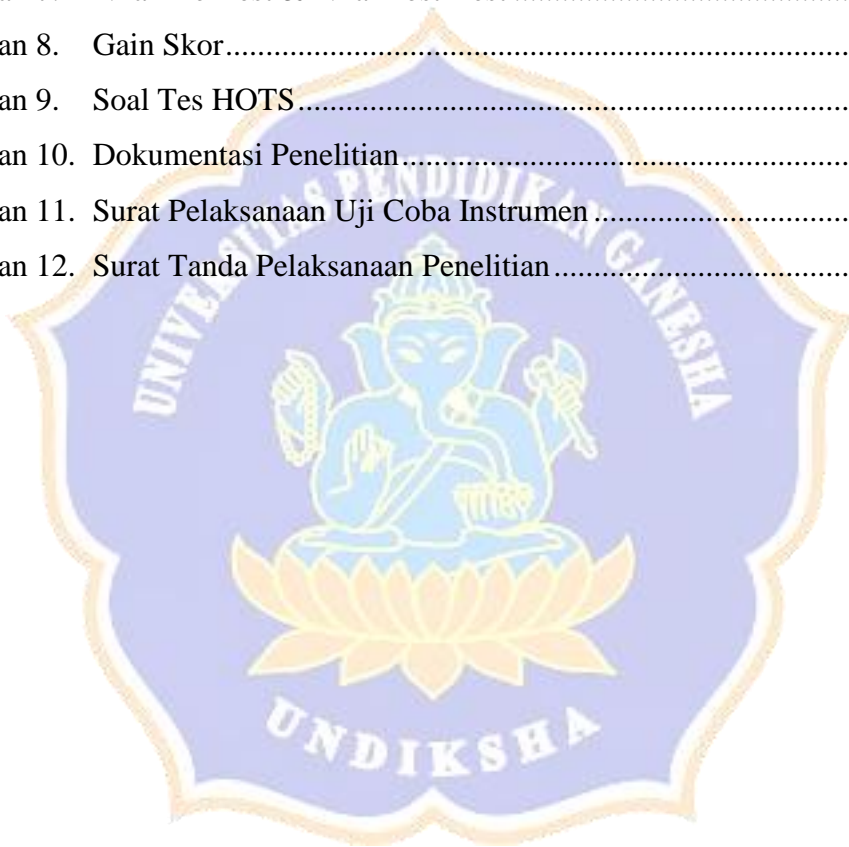 an 8. Gain Skor
an 9. Soal Tes HOTS
an 10. Dokumentasi Penelitian
an 11. Surat Pelaksanaan Uji Coba Instrumen
an 12. Surat Tanda Pelaksanaan Penelitian
UNIVERSITAS PENDIDIKAN GANESHA
UNDIKSHA